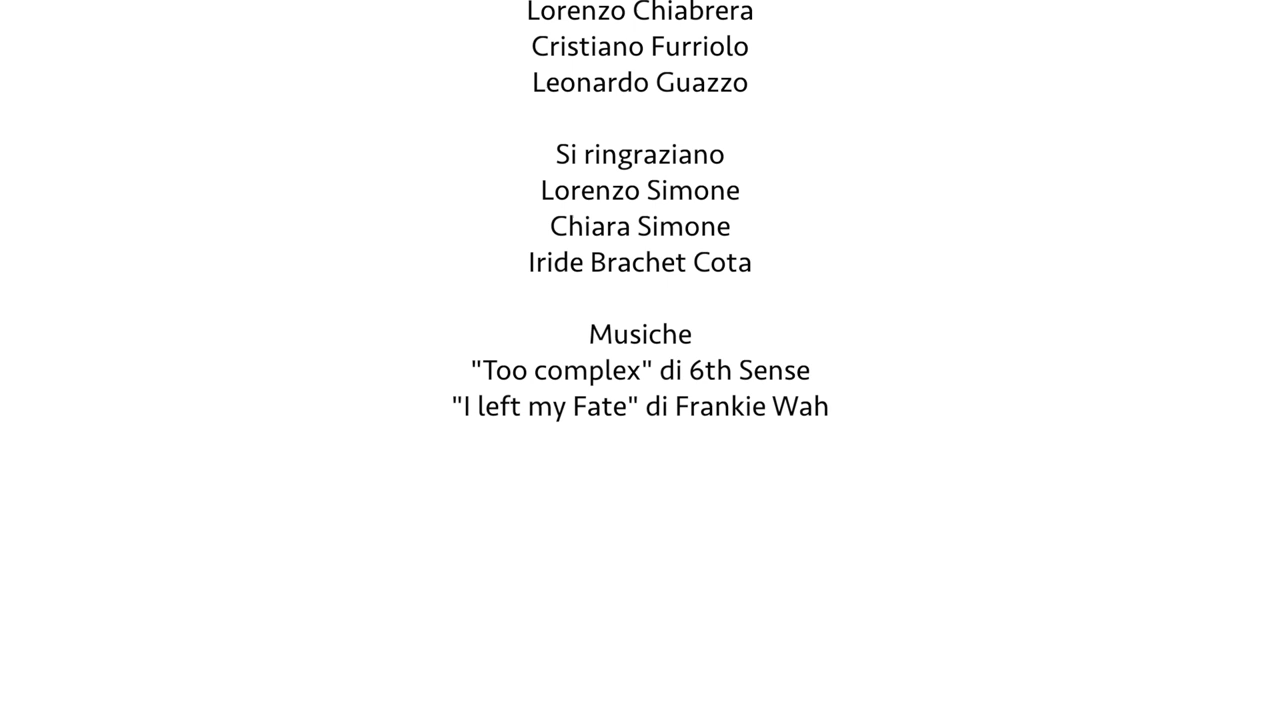 Lorenzo Chiabrera
Cristiano Furriolo
Leonardo Guazzo
Si ringraziano
Lorenzo Simone
Chiara Simone
Iride Brachet Cota
Musiche
"Too complex" di 6th Sense
"I left my Fate" di Frankie Wah